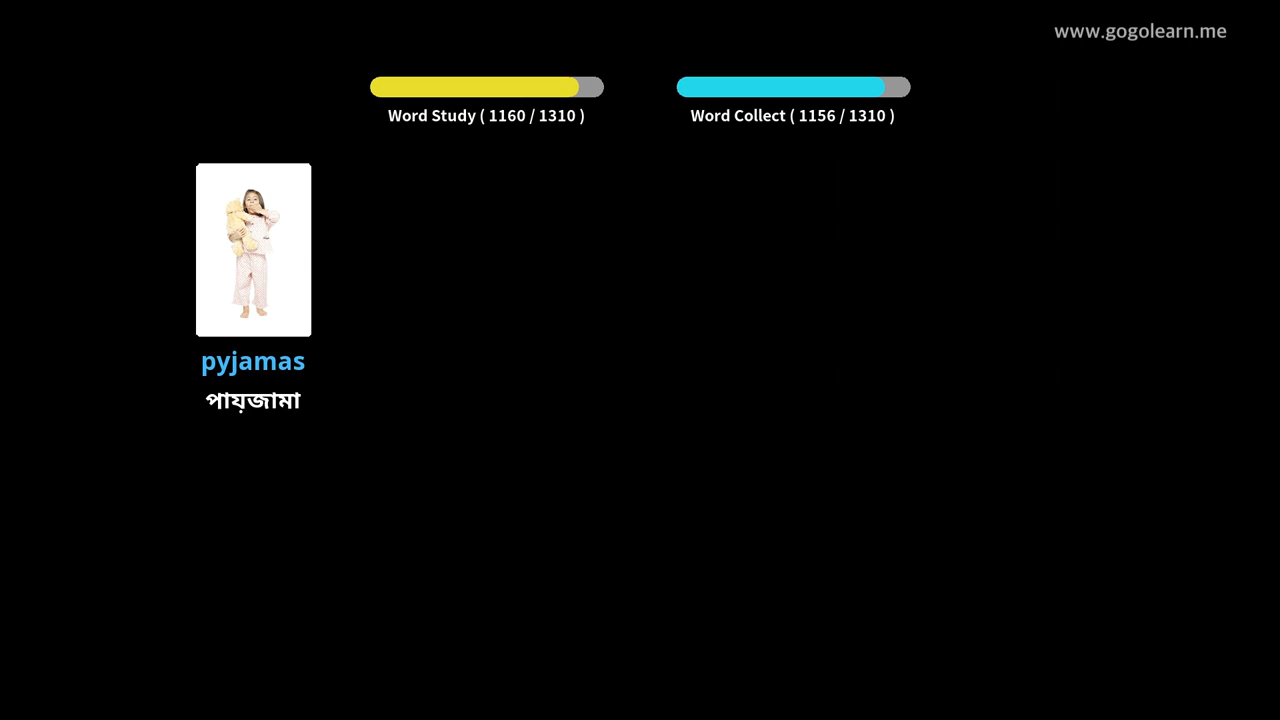 www.gogolearn.me
Word Study ( 1160 / 1310 )
Word Collect ( 1156 / 1310 )
pyjamas
পায়জামা